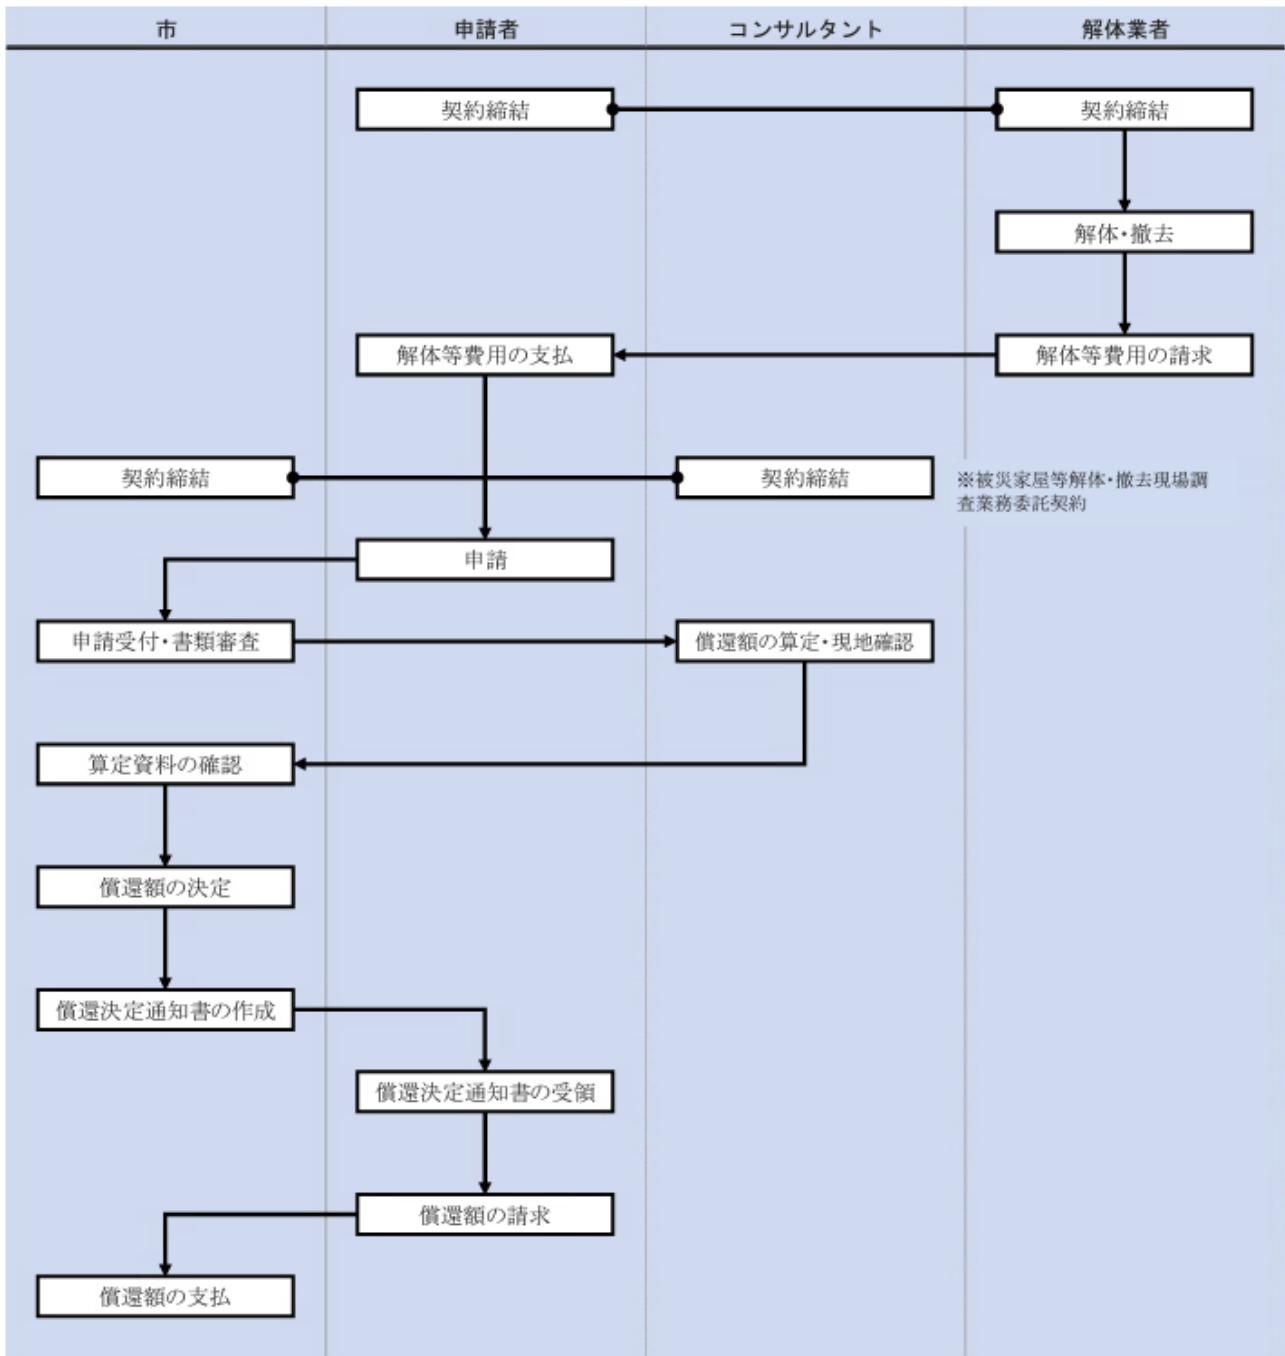 市
申請者
コンサルタント
解体業者
契約締結
契約締結
解体・撤去
解体等費用の支払
解体等費用の請求
契約締結
契約締結
※被災家屋等解体・撤去現場調
査業務委託契約
申請
申請受付・書類審査
償還額の算定・現地確認
算定資料の確認
償還額の決定
償還決定通知書の作成
償還決定通知書の受領
償還額の請求
償還額の支払